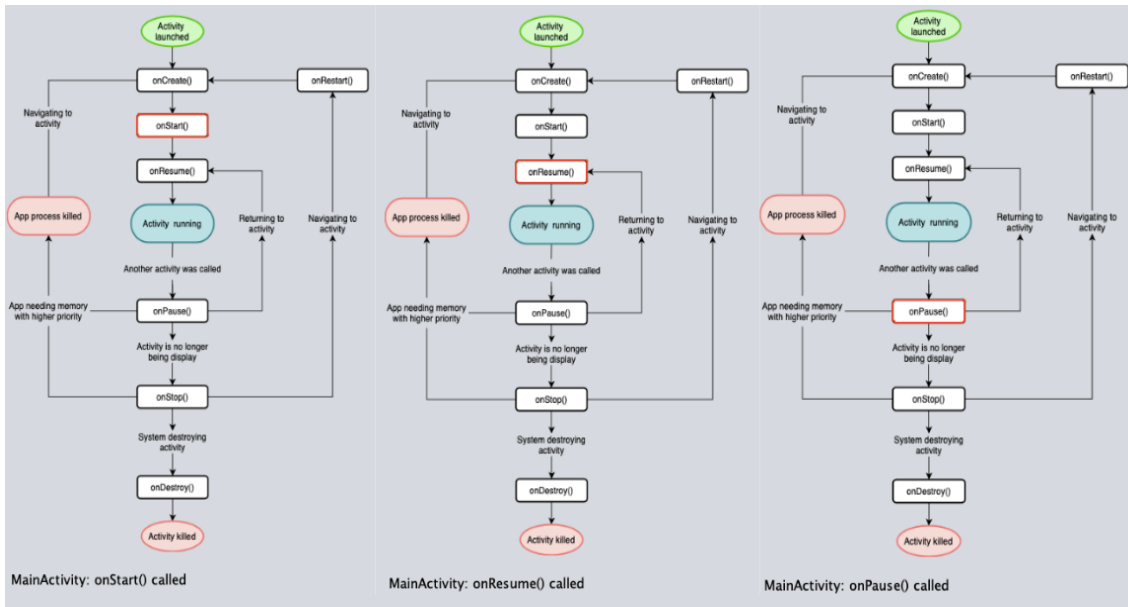 Activity
launched
onCreate()
onRestart()
Navigating to
activity
onStart()
onResume()
App process killed
Activity running
Returning to
activity
Navigating to
activity
Another activity was called
App needing memory
with higher priority
onPause()
Activity is no longer
being display
onStop()
System destroying
activity
onDestroy()
Activity killed
MainActivity: onStart() called
Activity
launched
onCreate()
onRestart()
Navigating to
activity
onStart()
onResume()
App process killed
Activity running
Returning to
activity
Navigating to
activity
Another activity was called
App needing memory
with higher priority
onPause()
Activity is no longer
being display
onStop()
System destroying
activity
onDestroy()
Activity killed
MainActivity: onResume() called
Activity
launched
onCreate()
onRestart()
Navigating to
activity
onStart()
onResume()
App process killed
Activity running
Returning to
activity
Navigating to
activity
Another activity was called
App needing memory
with higher priority
onPause()
Activity is no longer
being display
onStop()
System destroying
activity
onDestroy()
Activity killed
MainActivity: onPause() called